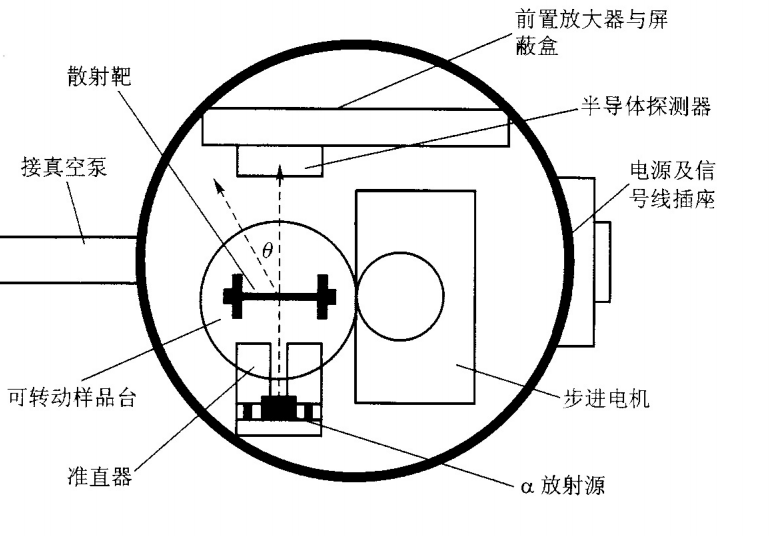 前置放大器与屏
蔽盒
散射靶
半导体探测器
接真空泵
电源及信
号线插座
θ
可转动样品台
步进电机
准直器
α放射源